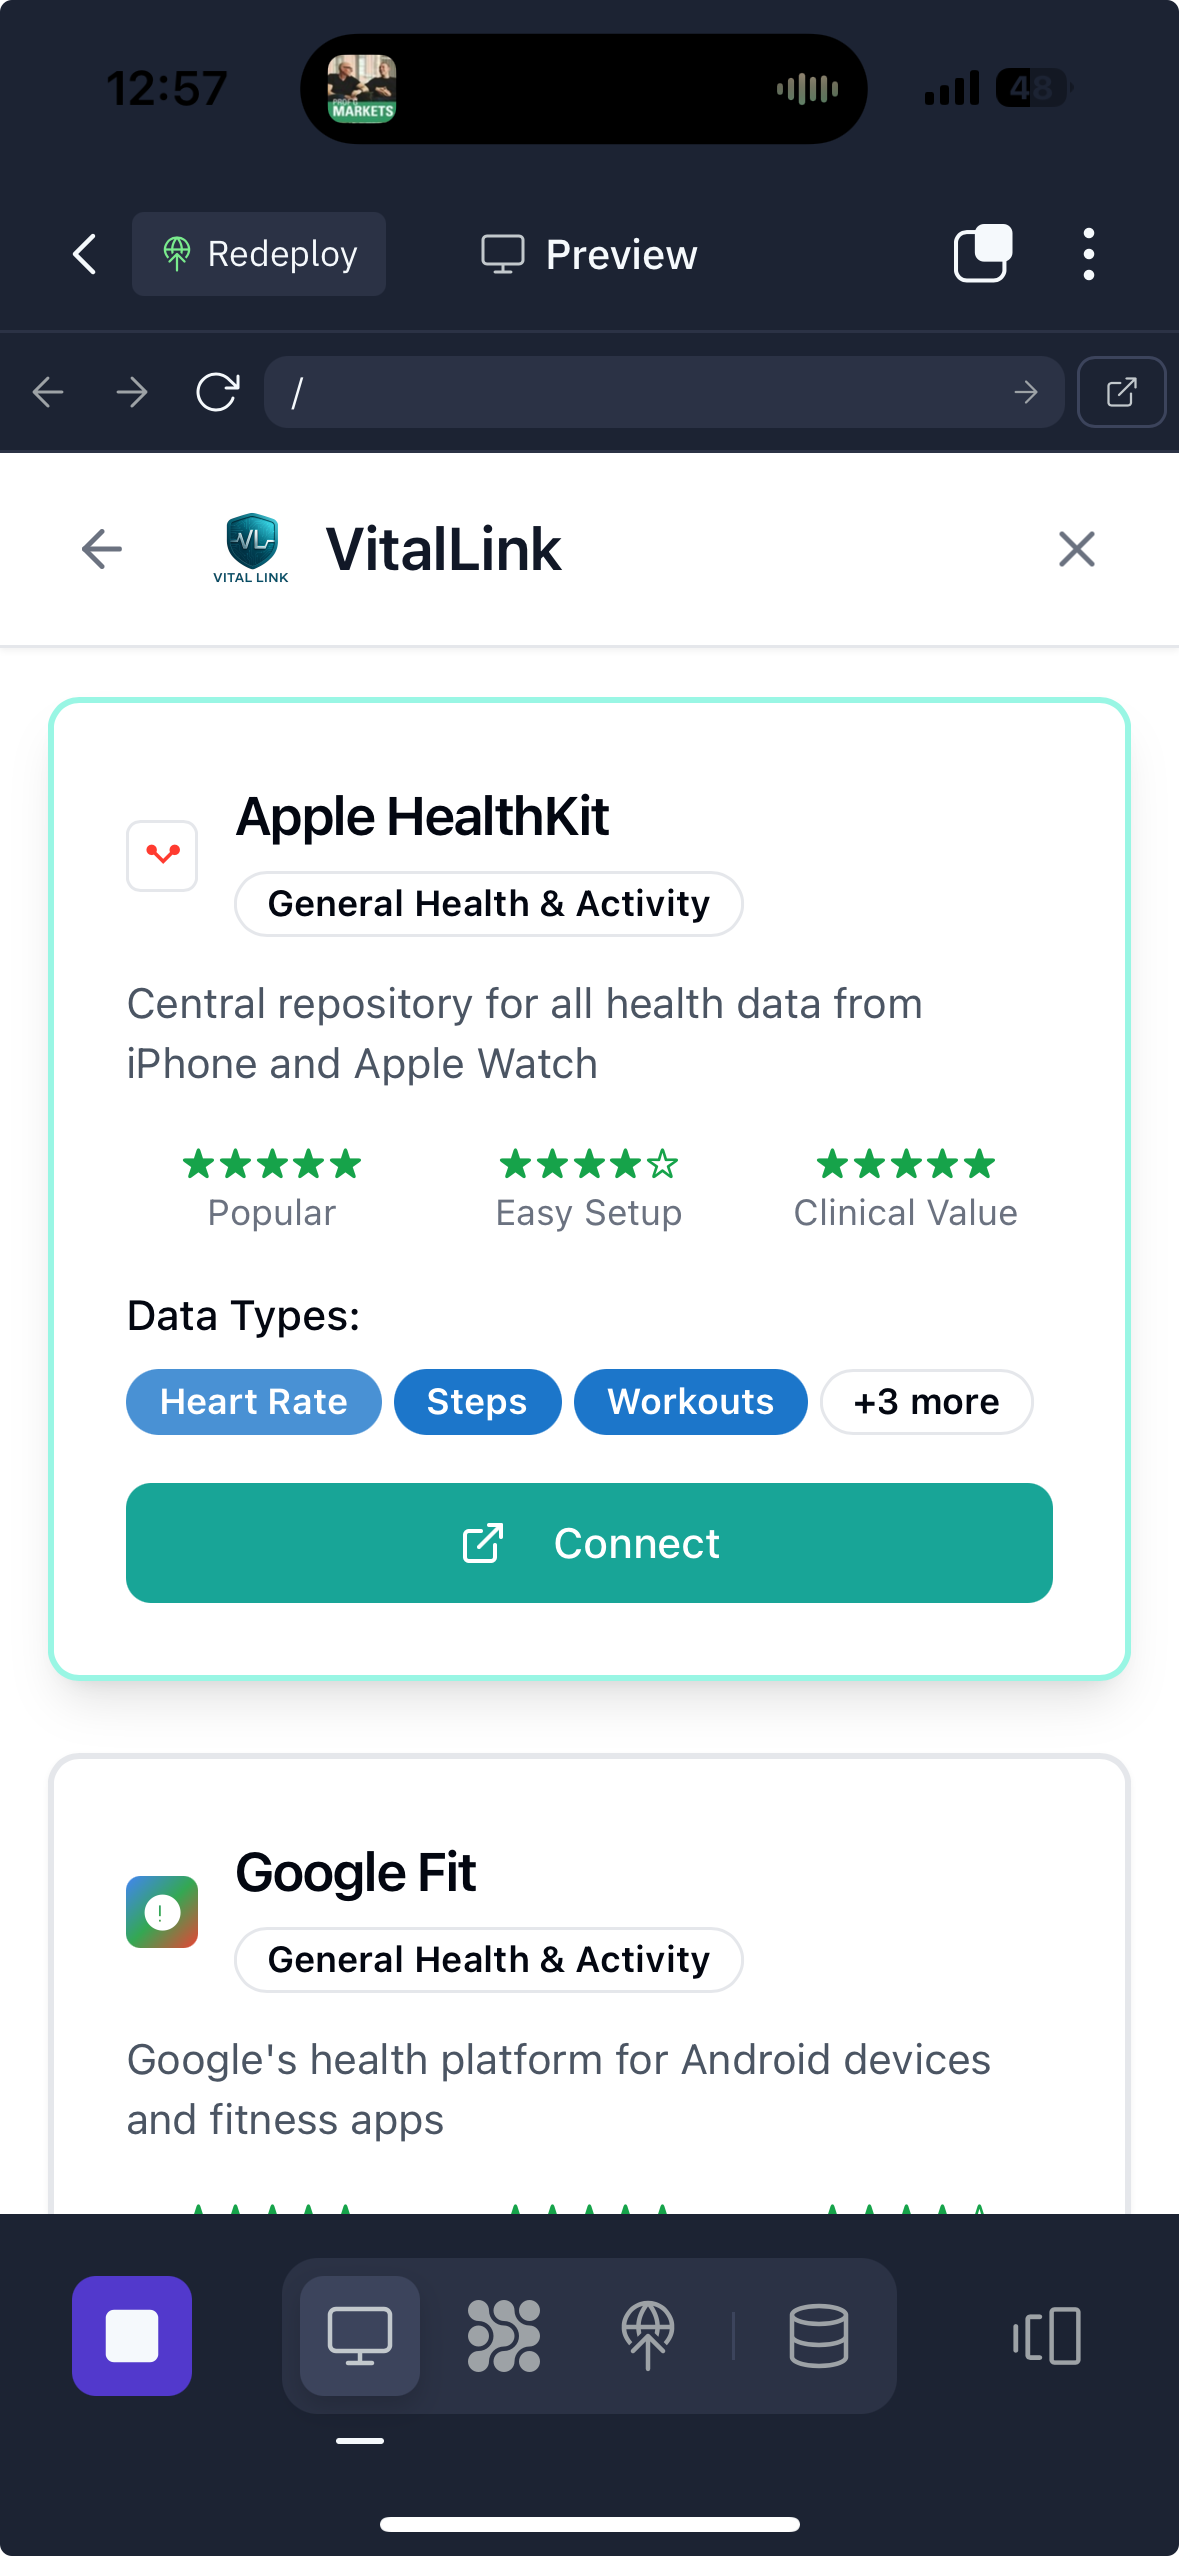 12:57
PROF G
MARKETS
48
Redeploy
Preview
/
VL
VITAL LINK
VitalLink
Apple HealthKit
General Health & Activity
Central repository for all health data from
iPhone and Apple Watch
★★★★★ ★★★★☆ ★★★★★
Popular Easy Setup Clinical Value
Data Types:
Heart Rate Steps Workouts +3 more
Connect
Google Fit
!
General Health & Activity
Google's health platform for Android devices
and fitness apps